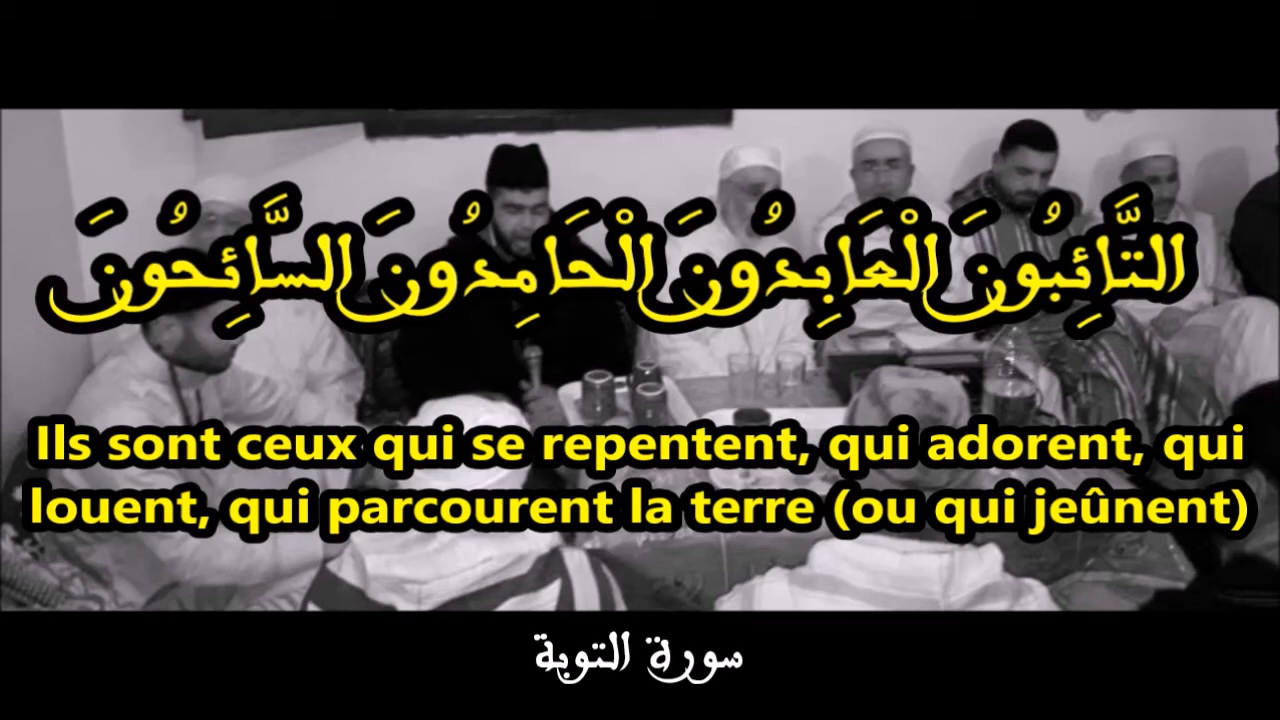 التَّائِبُونَ الْعَابِدُونَ الْحَامِدُونَ السَّائِحُونَ
Ils sont ceux qui se repentent, qui adorent, qui
louent, qui parcourent la terre (ou qui jeûnent)
سورة التوبة